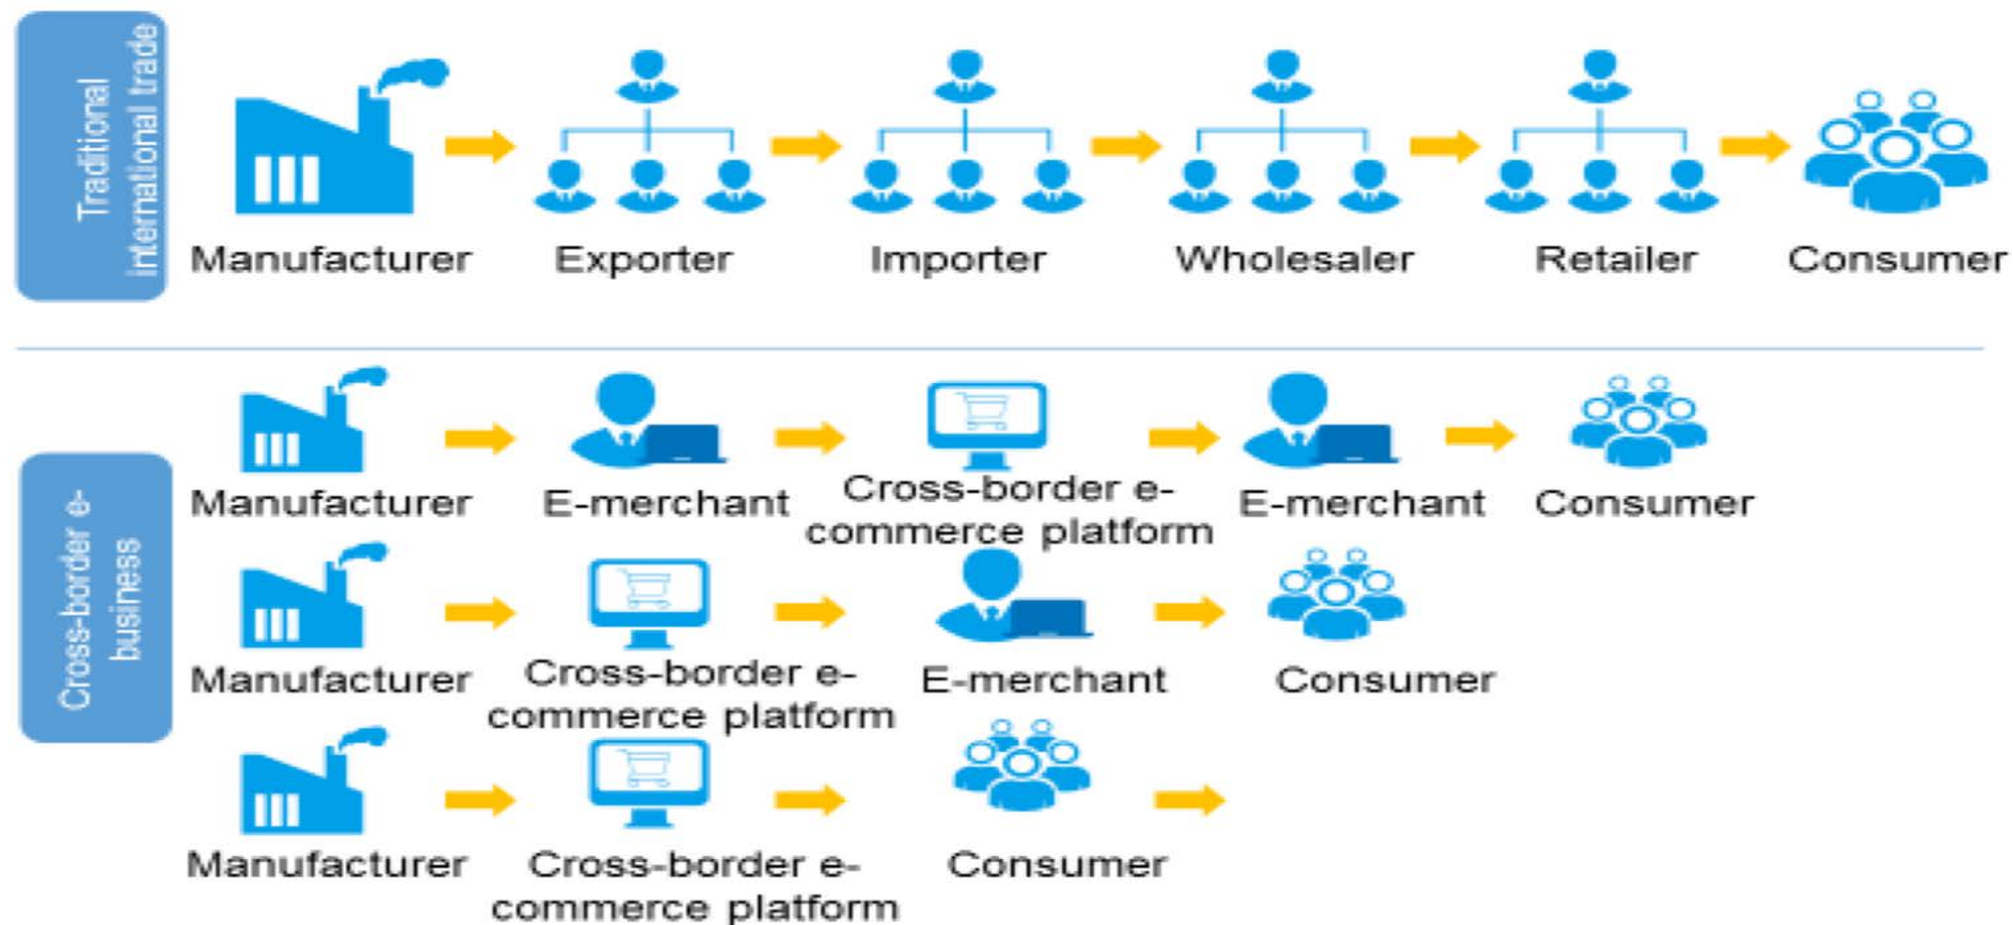 Traditional
international trade
Manufacturer Exporter Importer Wholesaler Retailer Consumer
Cross-border e-
business
Manufacturer E-merchant Cross-border e-
commerce platform E-merchant Consumer
Manufacturer Cross-border e-
commerce platform E-merchant Consumer
Manufacturer Cross-border e-
commerce platform Consumer